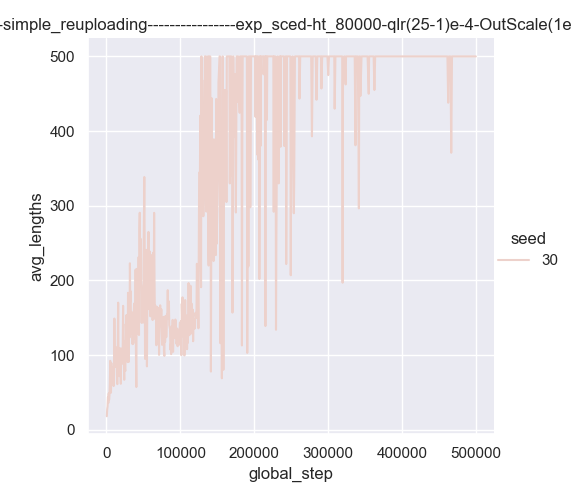 -simple_reuploading----------------exp_sced-ht_80000-qlr(25-1)e-4-OutScale(1e
500
400
300
200
100
0
avg_lengths
0 100000 200000 300000 400000 500000
global_step
seed
30